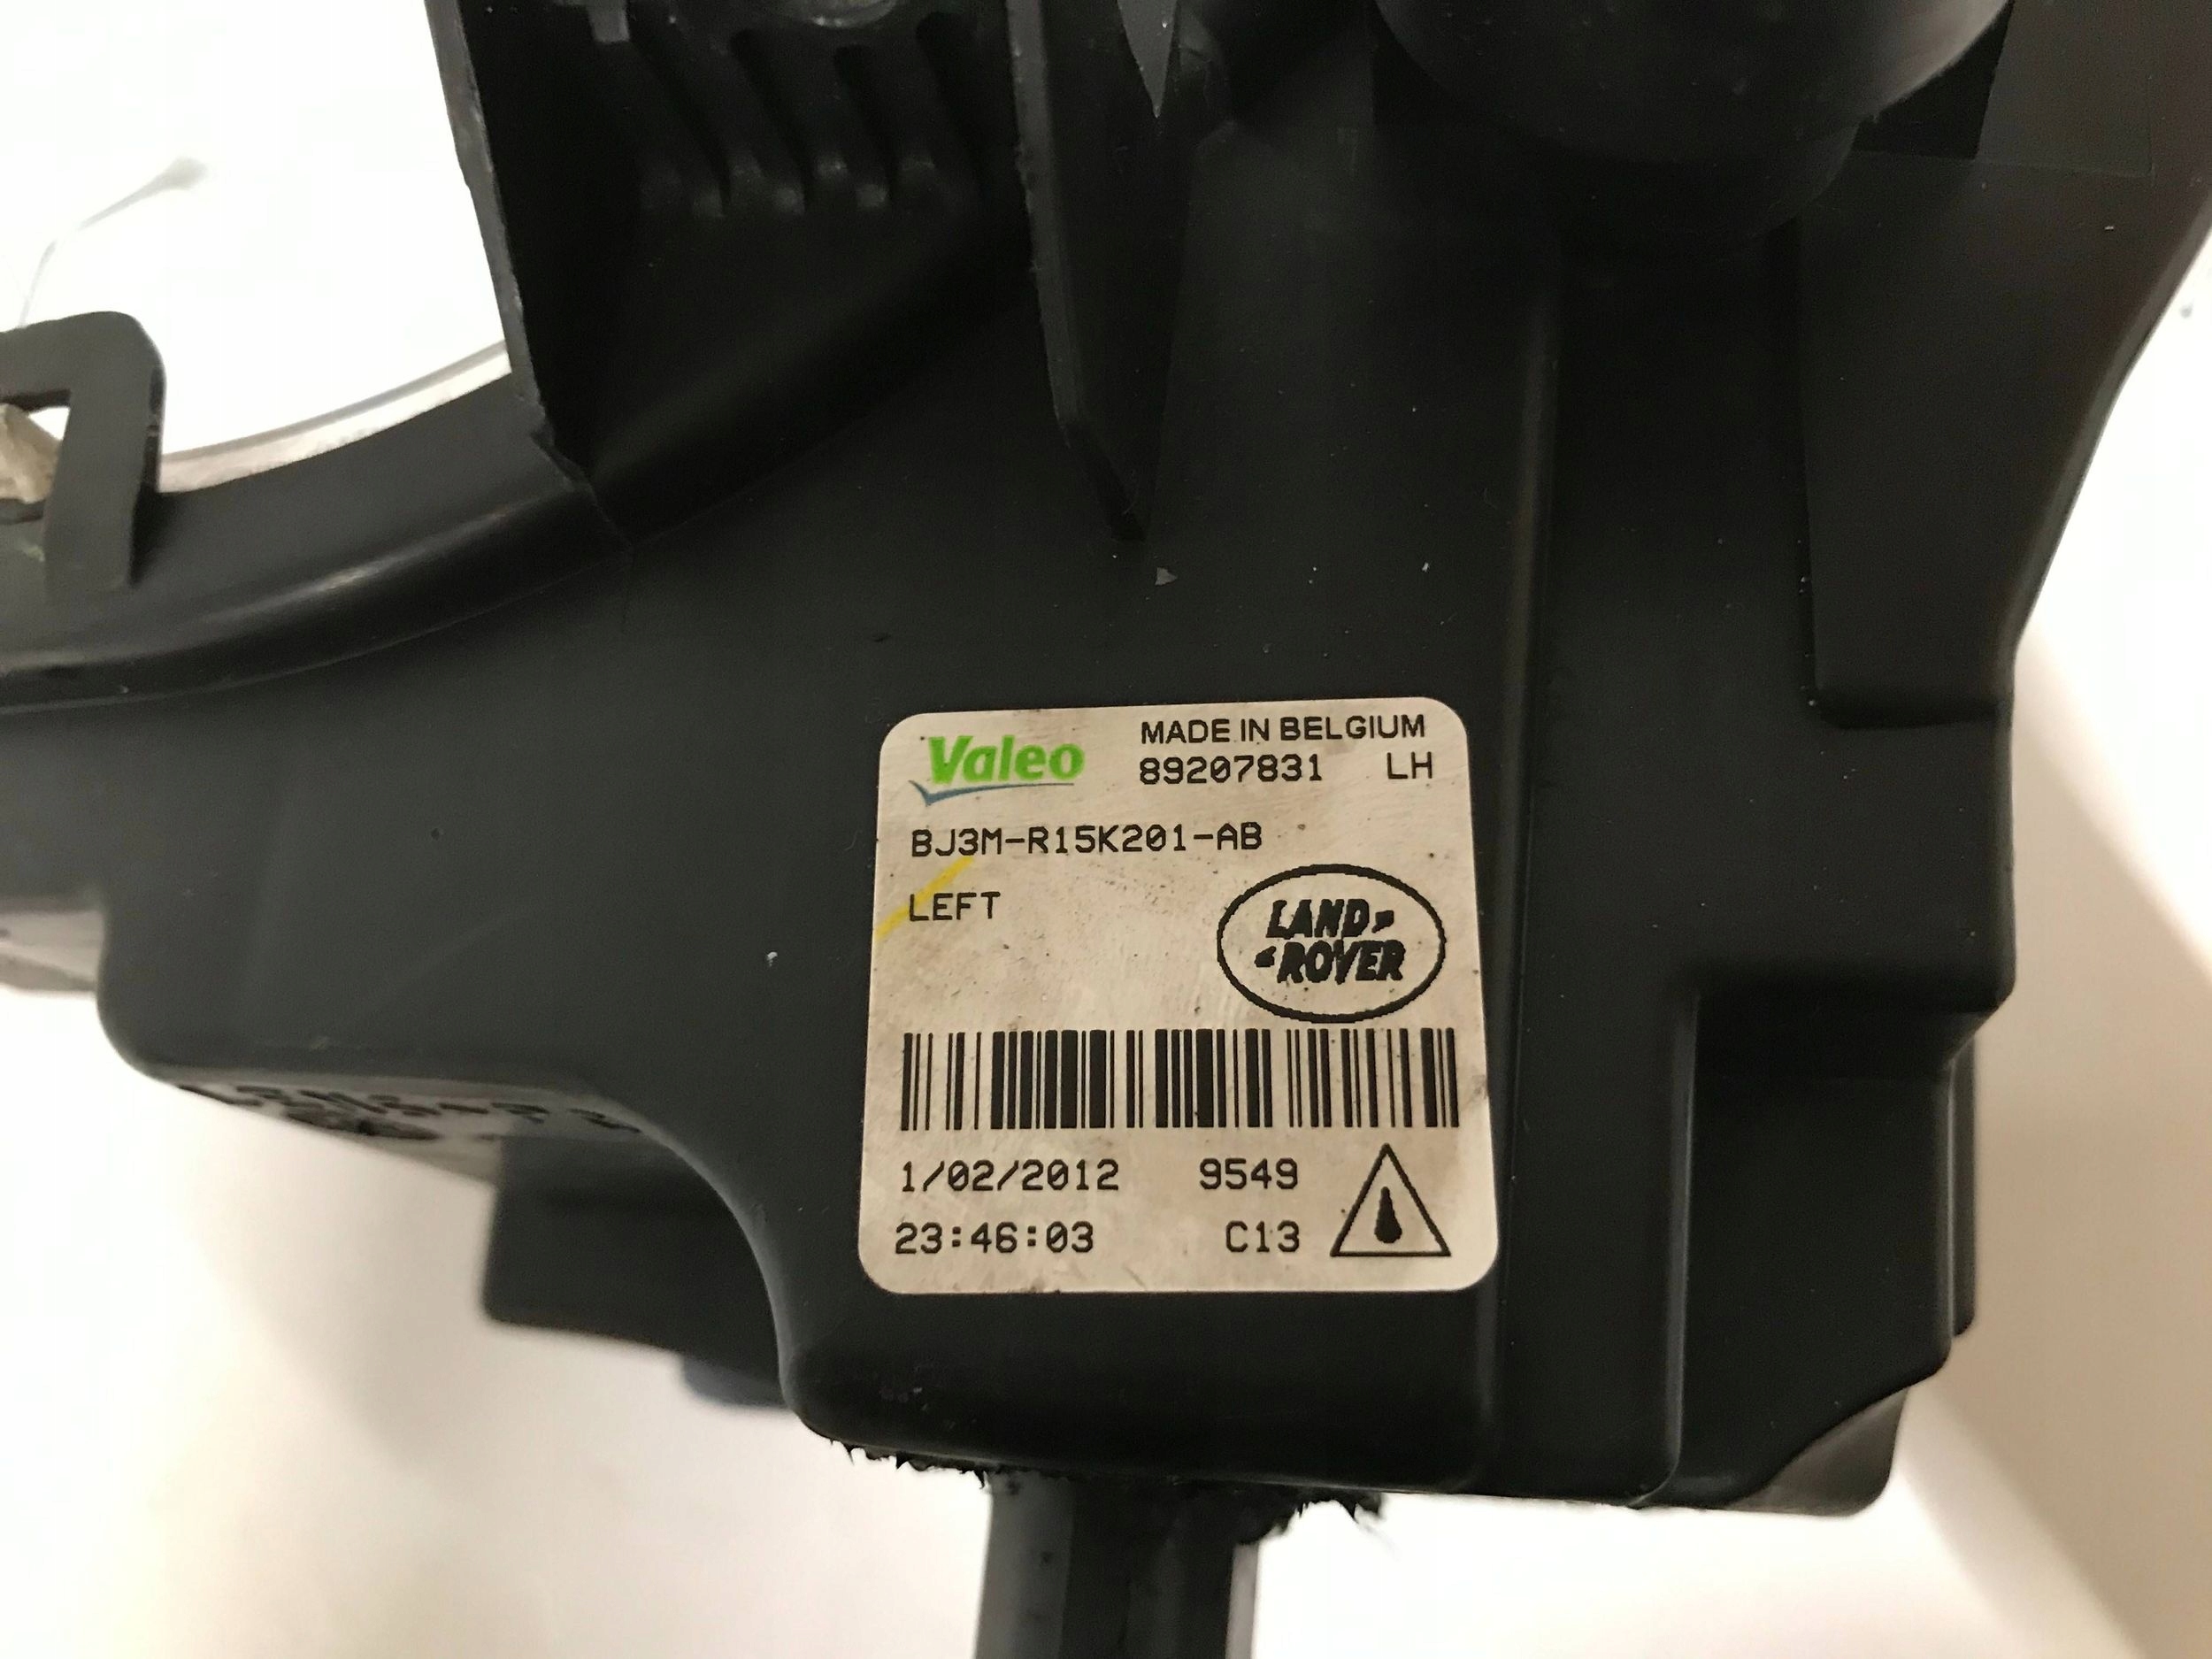 Valeo
MADE IN BELGIUM
89207831 LH
BJ3M-R15K201-AB
LEFT
LAND
ROVER
1/02/2012 9549
23:46:03 C13